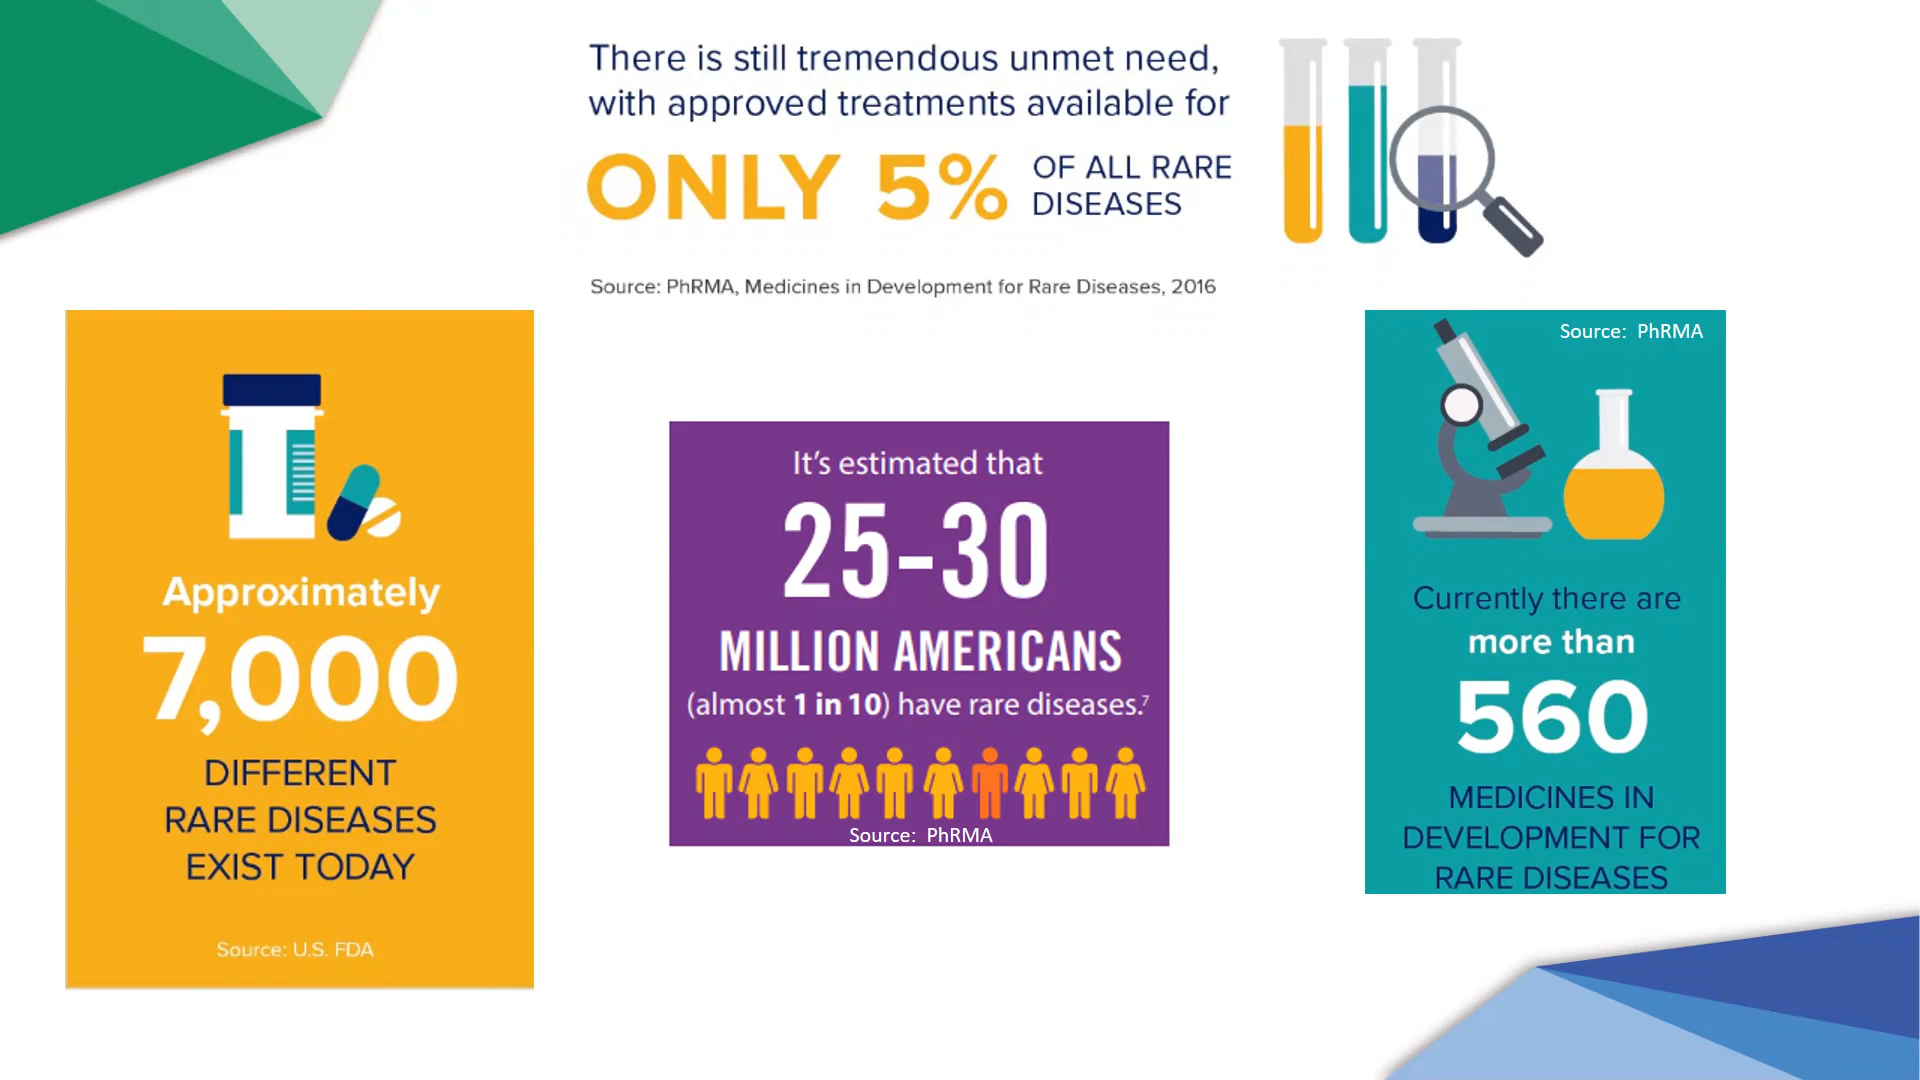 There is still tremendous unmet need,
with approved treatments available for
ONLY 5% OF ALL RARE
DISEASES
Source: PhRMA, Medicines in Development for Rare Diseases, 2016
Approximately
7,000
DIFFERENT
RARE DISEASES
EXIST TODAY
Source: U.S. FDA
It's estimated that
25-30
MILLION AMERICANS
(almost 1 in 10) have rare diseases.⁷
Source: PhRMA
Source: PhRMA
Currently there are
more than
560
MEDICINES IN
DEVELOPMENT FOR
RARE DISEASES